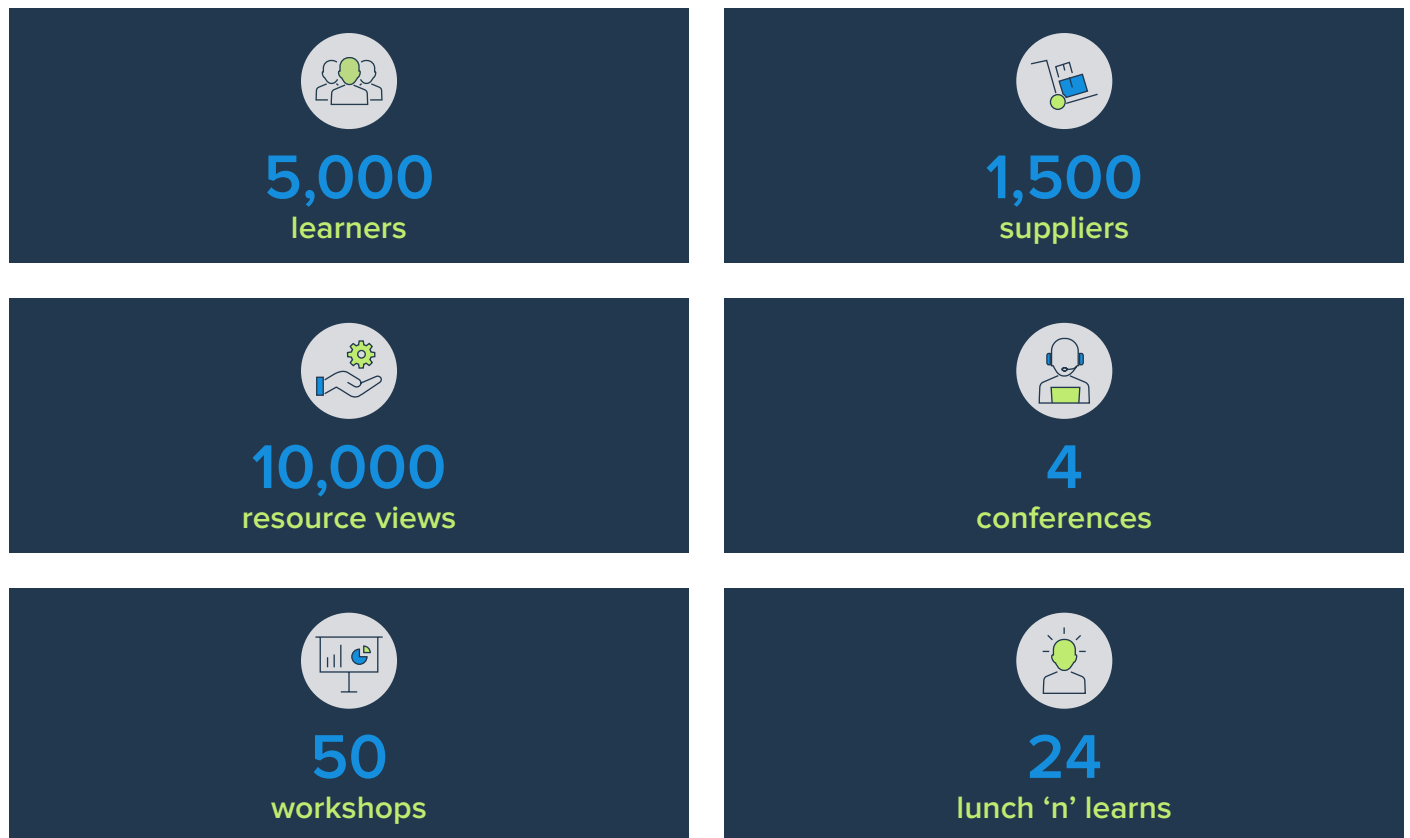 5,000
learners
1,500
suppliers
10,000
resource views
4
conferences
50
workshops
24
lunch ‘n’ learns